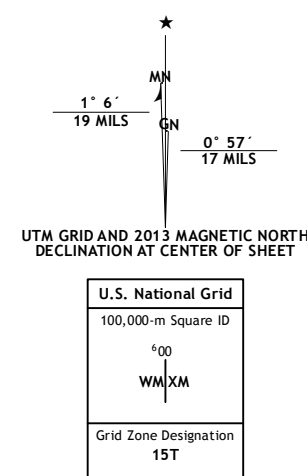 ★
MN
1° 6´
19 MILS
GN
0° 57´
17 MILS
UTM GRID AND 2013 MAGNETIC NORTH
DECLINATION AT CENTER OF SHEET
U.S. National Grid
100,000-m Square ID
⁶00
WM XM
Grid Zone Designation
15T